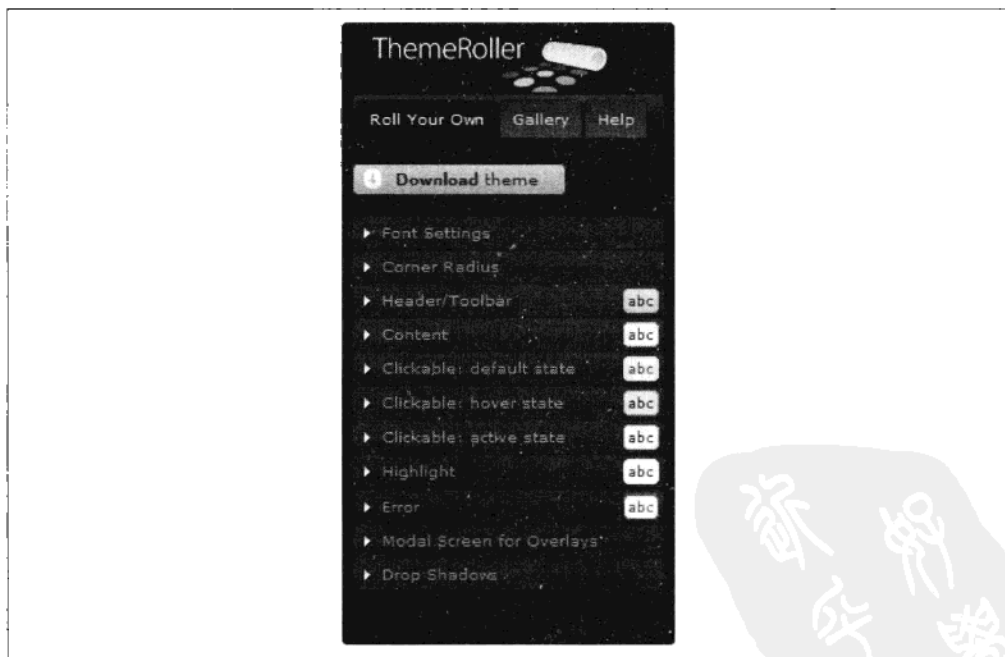 ThemeRoller
Roll Your Own Gallery Help
Download theme
Font Settings
Corner Radius
Header/Toolbar abc
Content abc
Clickable: default state abc
Clickable: hover state abc
Clickable: active state abc
Highlight abc
Error abc
Modal Screen for Overlays
Drop Shadows